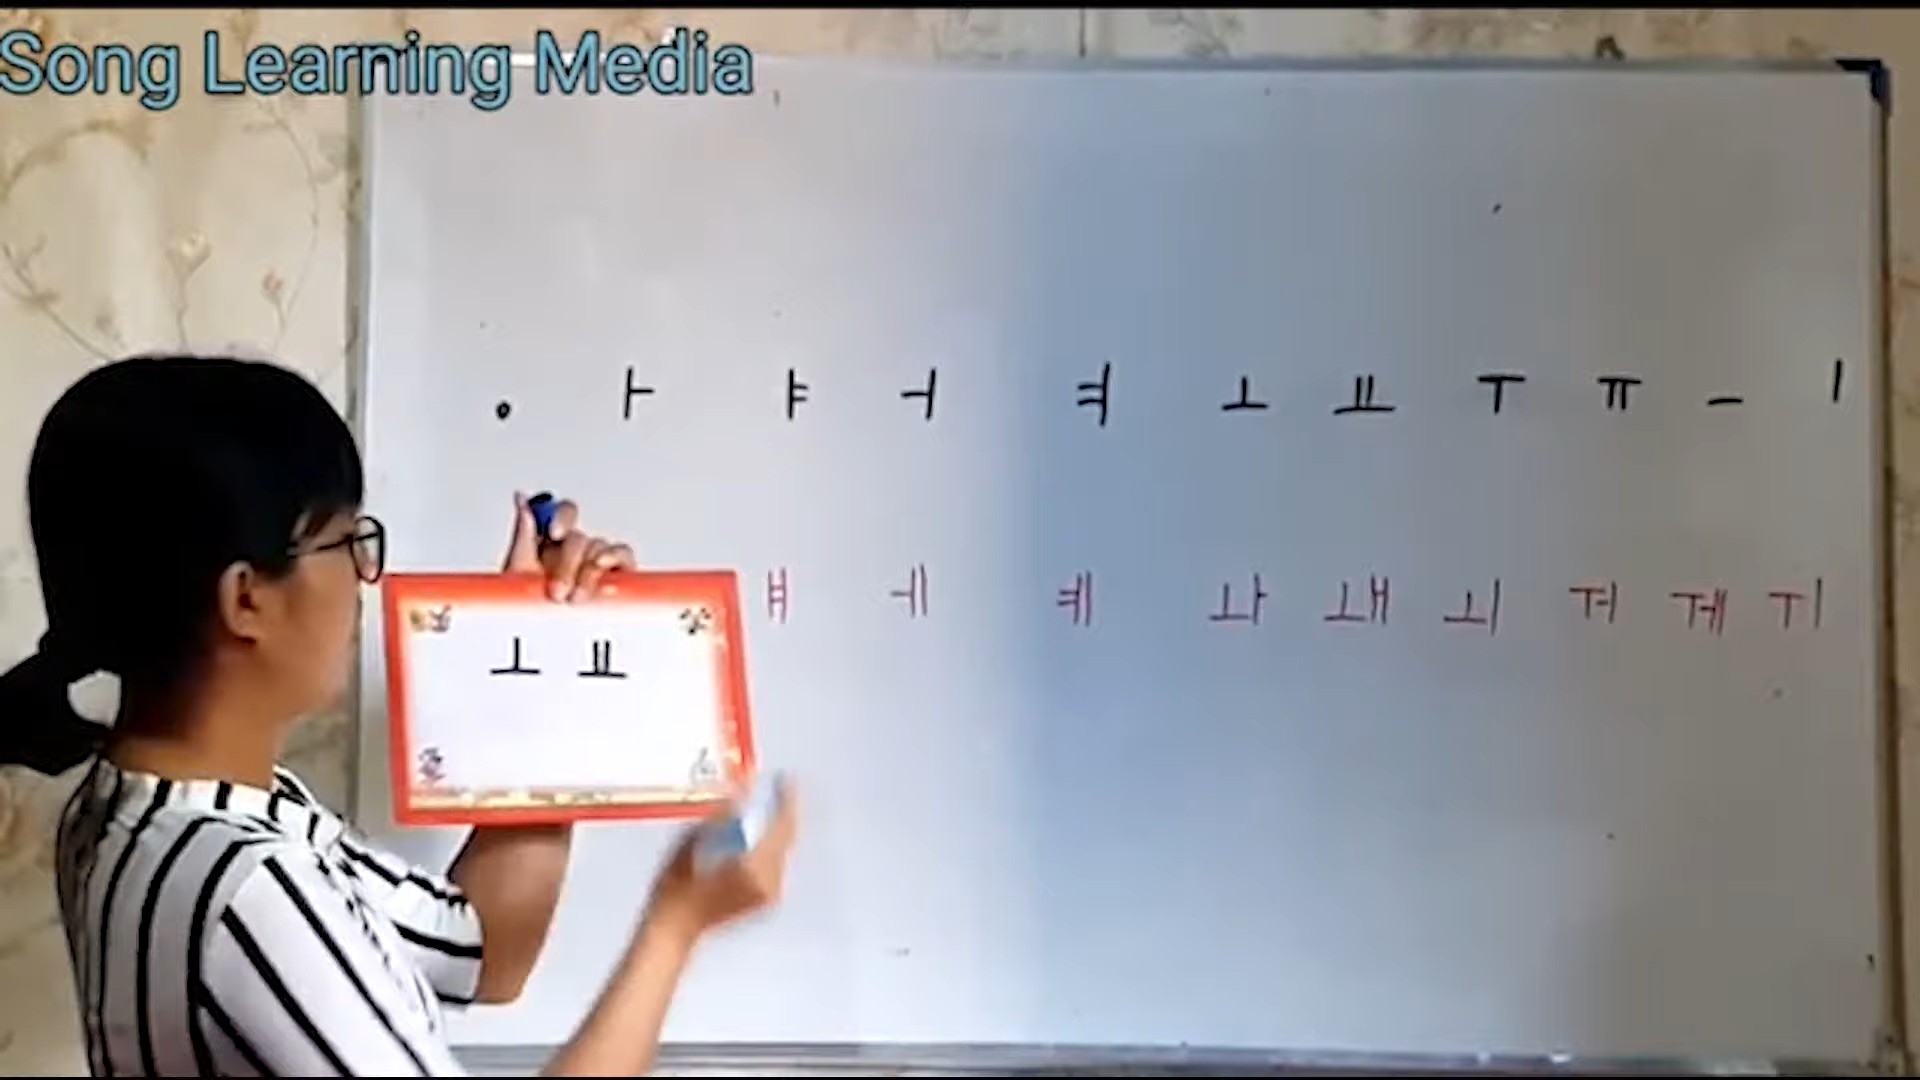 Song Learning Media
• ㅏ ㅑ ㅓ ㅕ ㅗ ㅛ ㅜ ㅠ ㅡ ㅣ
ㅒ ㅔ ㅖ ㅘ ㅙ ㅚ ㅝ ㅞ ㅟ
ㅗ ㅛ